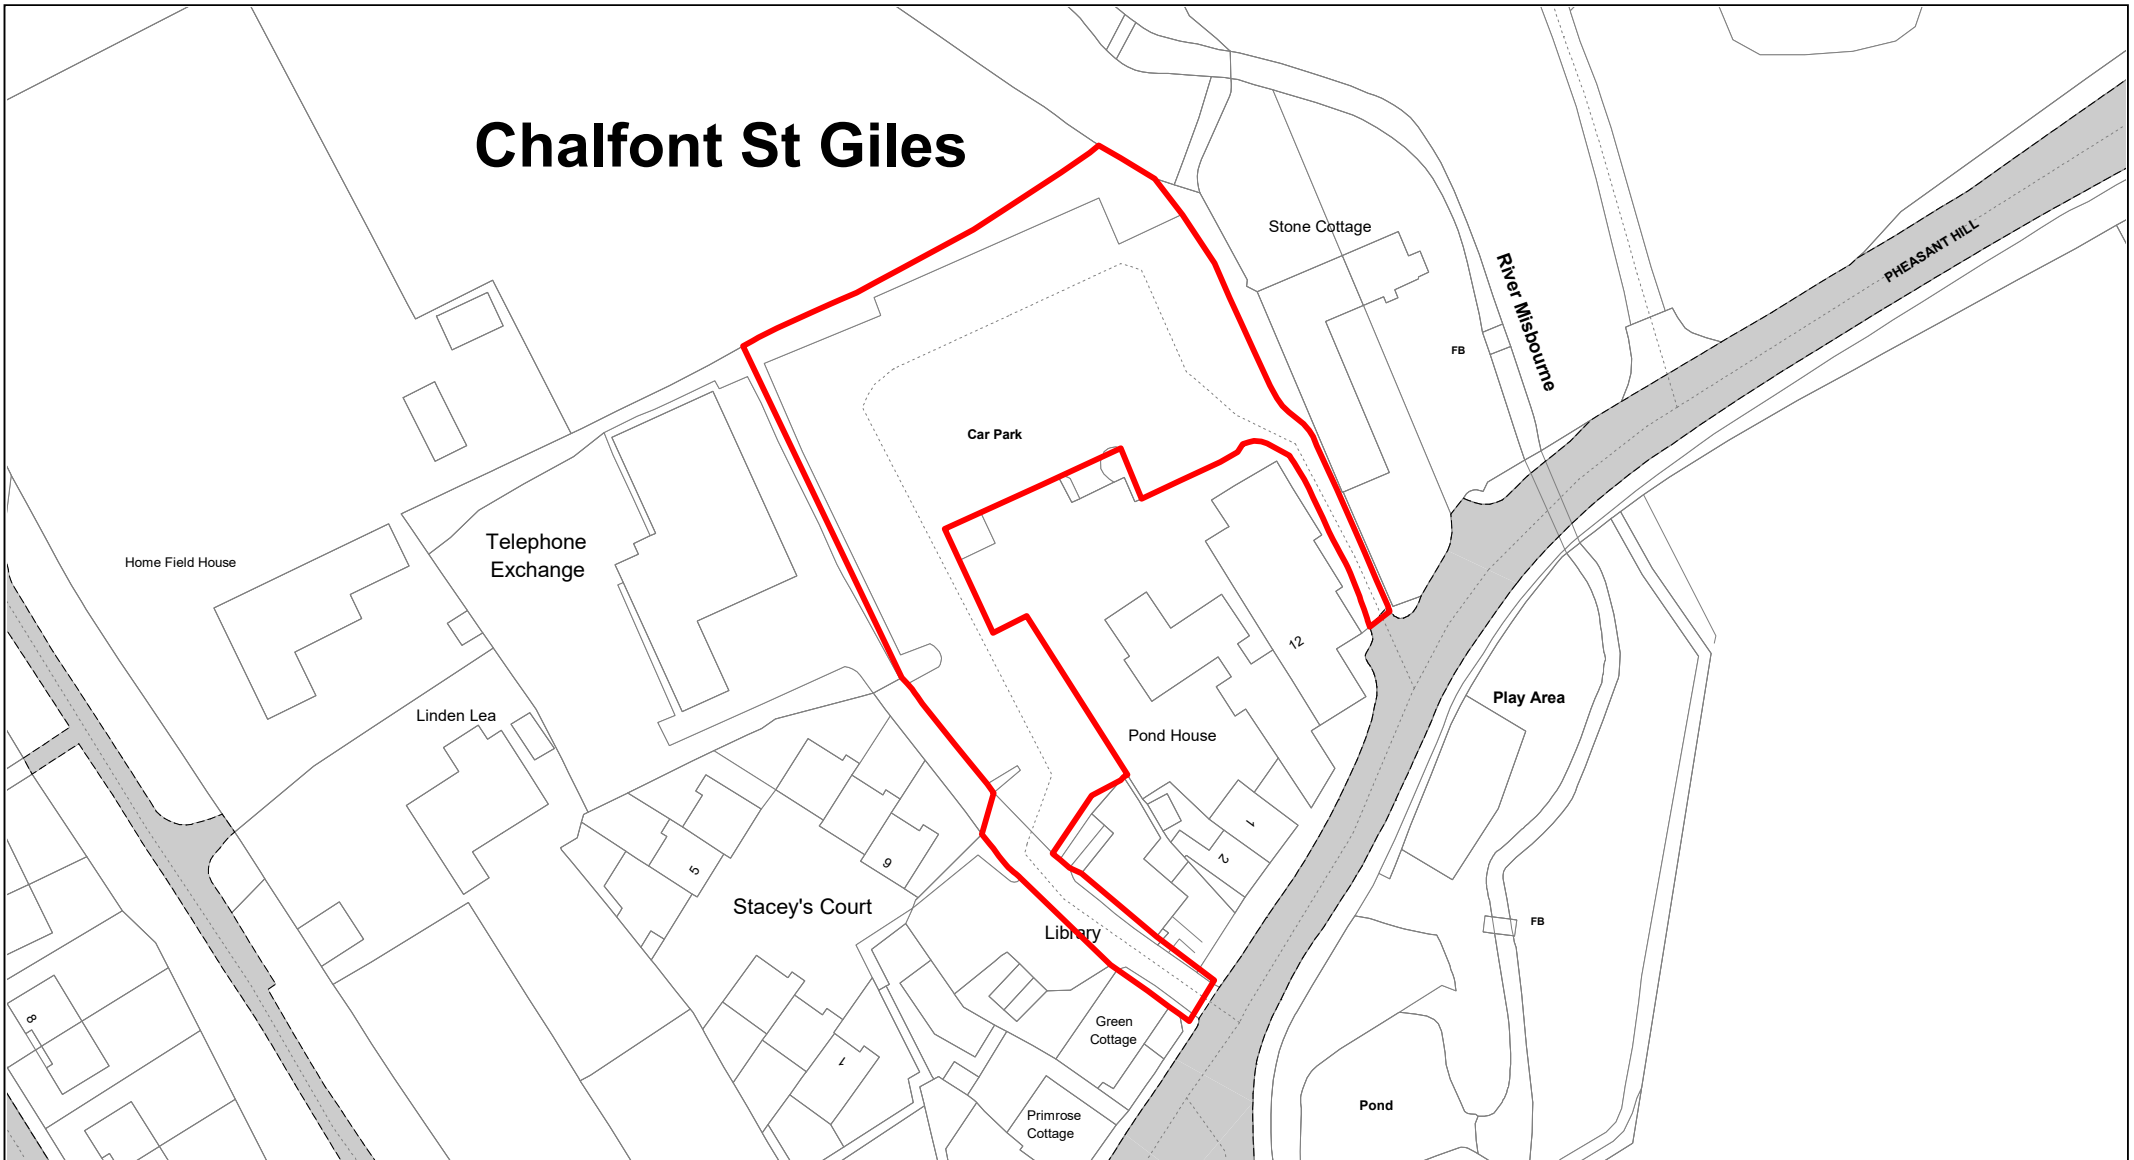 Chalfont St Giles
Stone Cottage
PHEASANT HILL
River Misbourne
FB
Car Park
Telephone
Exchange
Home Field House
12
Play Area
Linden Lea
Pond House
1
2
5
6
Stacey's Court
Library
FB
8
Green
Cottage
1
Primrose
Cottage
Pond